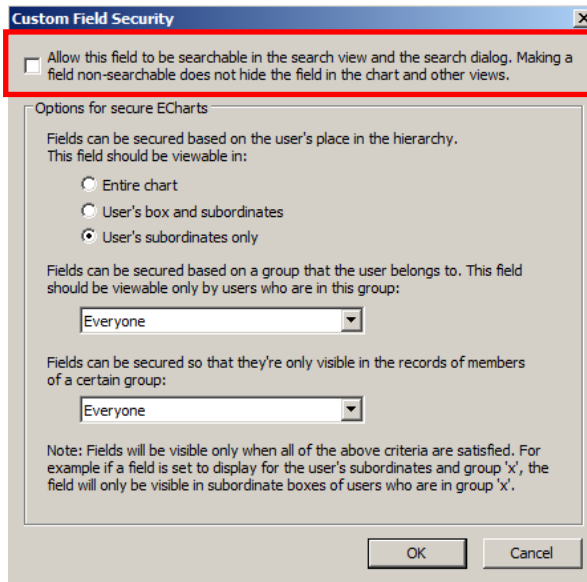 Custom Field Security
Allow this field to be searchable in the search view and the search dialog. Making a
field non-searchable does not hide the field in the chart and other views.
Options for secure ECharts
Fields can be secured based on the user's place in the hierarchy.
This field should be viewable in:
Entire chart
User's box and subordinates
User's subordinates only
Fields can be secured based on a group that the user belongs to. This field
should be viewable only by users who are in this group:
Everyone
Fields can be secured so that they're only visible in the records of members
of a certain group:
Everyone
Note: Fields will be visible only when all of the above criteria are satisfied. For
example if a field is set to display for the user's subordinates and group 'x', the
field will only be visible in subordinate boxes of users who are in group 'x'.
OK
Cancel